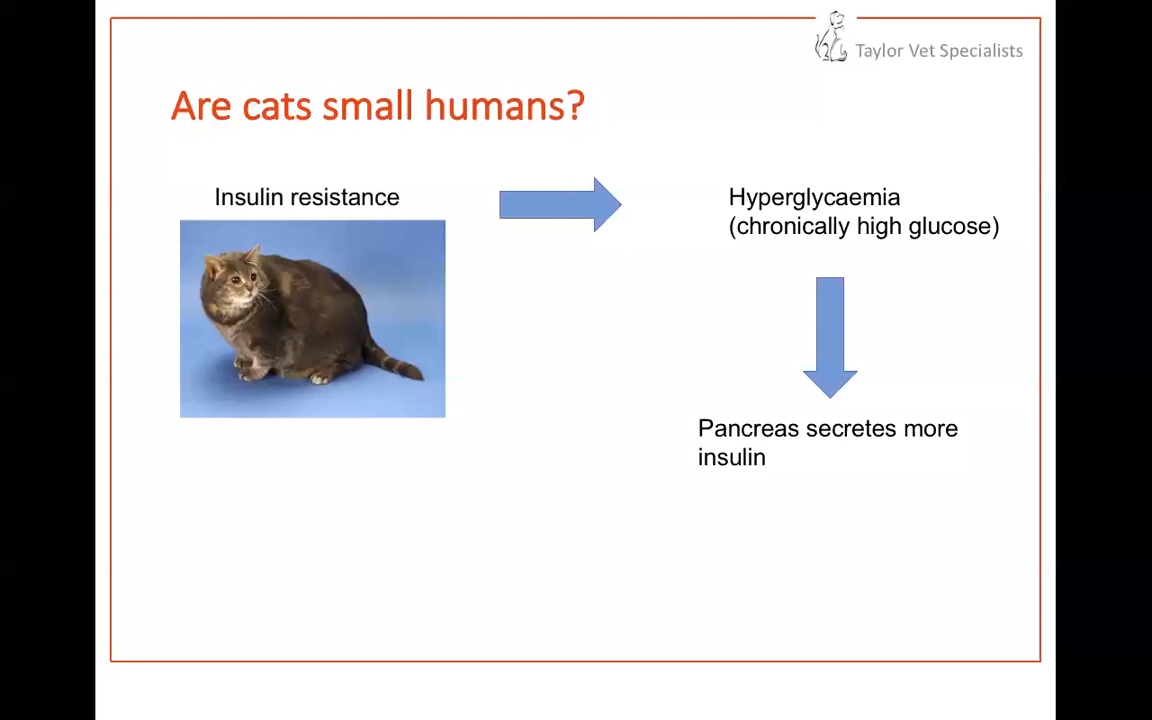 Taylor Vet Specialists
Are cats small humans?
Insulin resistance
Hyperglycaemia
(chronically high glucose)
Pancreas secretes more
insulin